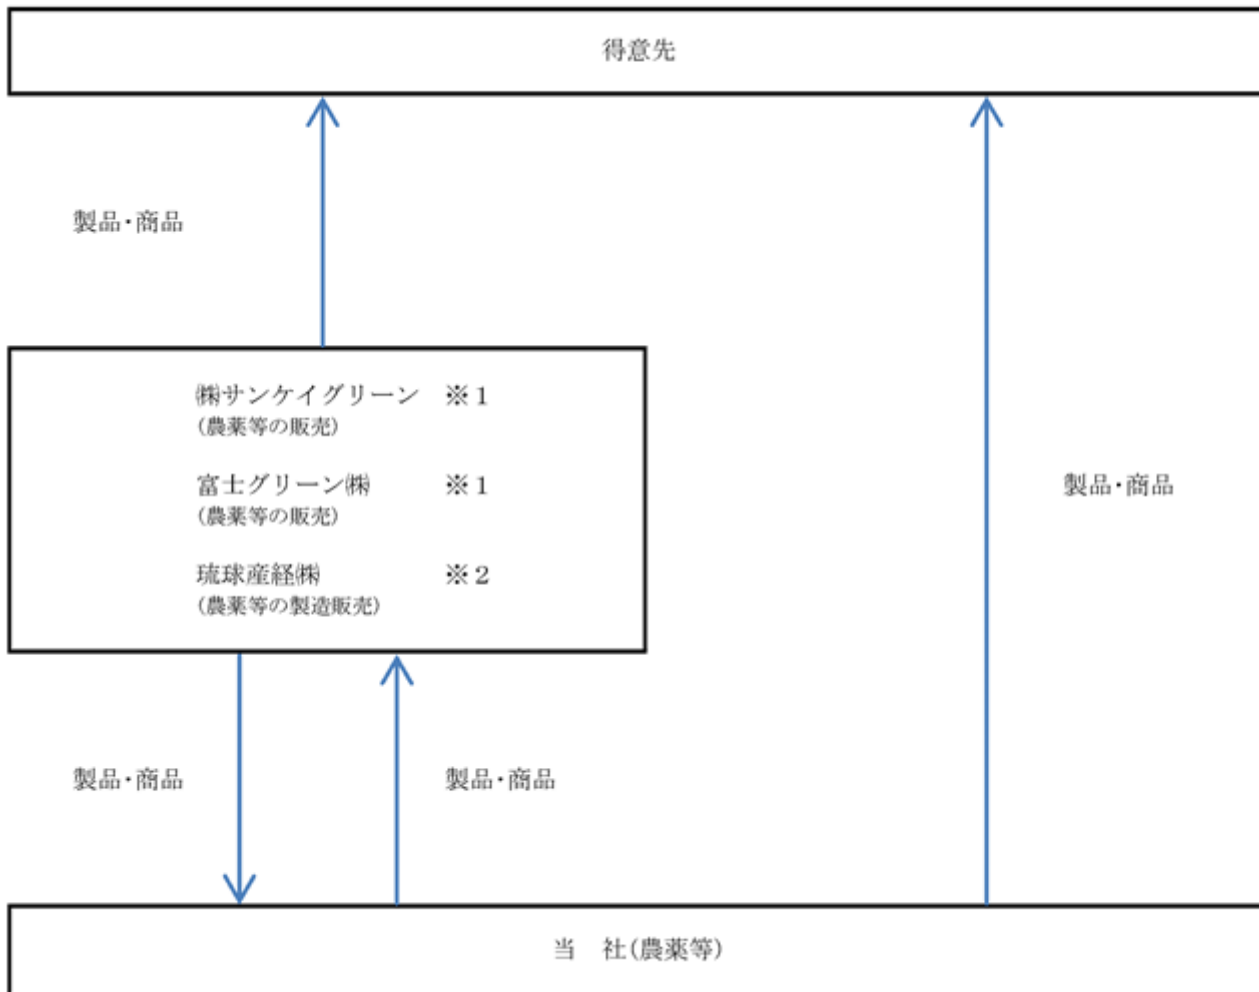 得意先
製品・商品
㈱サンケイグリーン　※１
(農薬等の販売)
富士グリーン㈱　※１
(農薬等の販売)
製品・商品
琉球産経㈱　※２
(農薬等の製造販売)
製品・商品
製品・商品
当　社(農薬等)